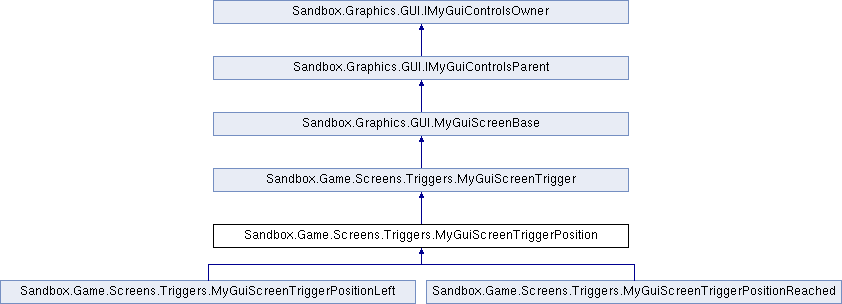 Sandbox.Graphics.GUI.IMyGuiControlsOwner
Sandbox.Graphics.GUI.IMyGuiControlsParent
Sandbox.Graphics.GUI.MyGuiScreenBase
Sandbox.Game.Screens.Triggers.MyGuiScreenTrigger
Sandbox.Game.Screens.Triggers.MyGuiScreenTriggerPosition
Sandbox.Game.Screens.Triggers.MyGuiScreenTriggerPositionLeft
Sandbox.Game.Screens.Triggers.MyGuiScreenTriggerPositionReached